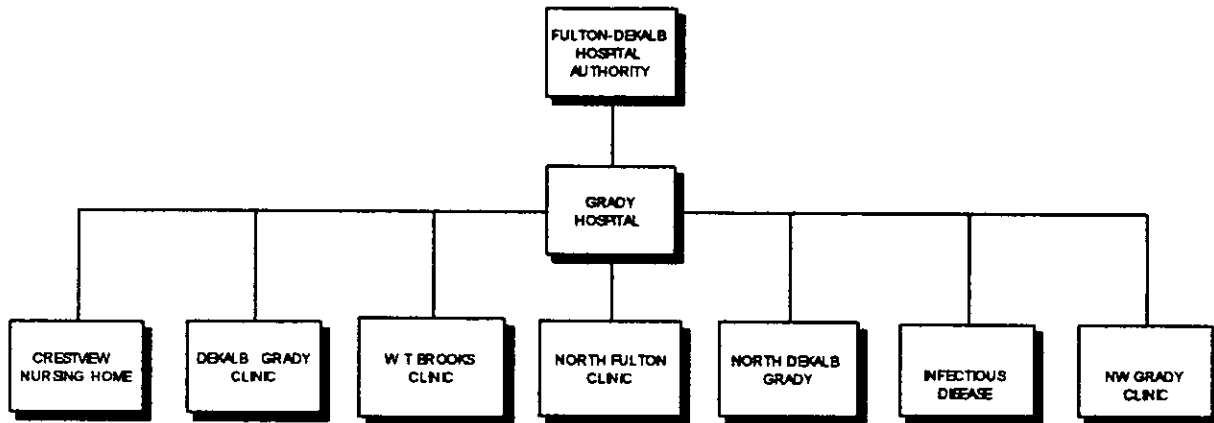 FULTON-DEKALB
HOSPITAL
AUTHORITY
GRADY
HOSPITAL
CRESTVIEW
NURSING HOME
DEKALB GRADY
CLINIC
W T BROOKS
CLINIC
NORTH FULTON
CLINIC
NORTH DEKALB
GRADY
INFECTIOUS
DISEASE
NW GRADY
CLINIC